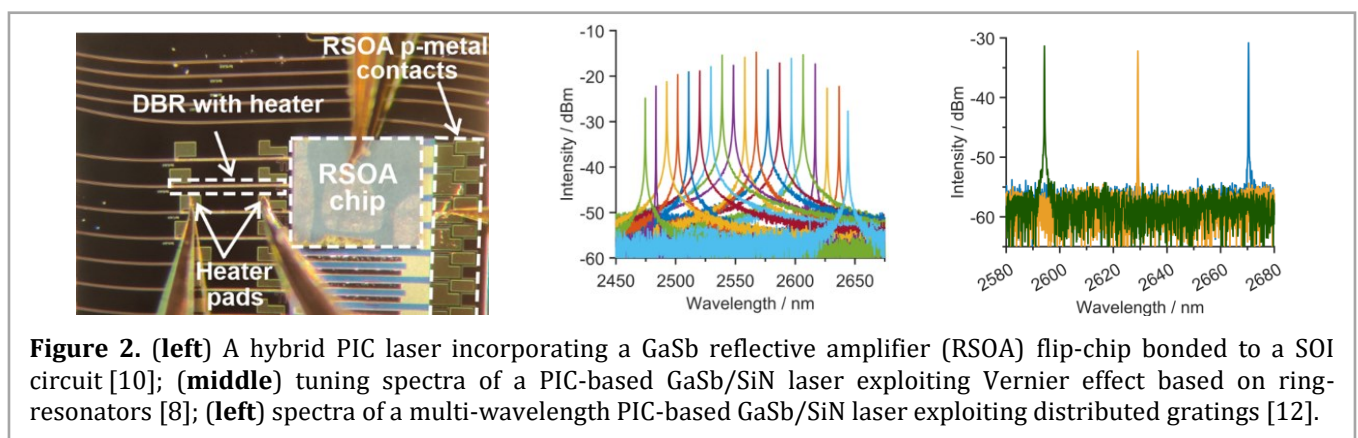 RSOA p-metal
contacts
DBR with heater
RSOA
chip
Heater
pads
Intensity / dBm
-10
-20
-30
-40
-50
-60
2450 2500 2550 2600 2650
Wavelength / nm
Intensity / dBm
-30
-40
-50
-60
2580 2600 2620 2640 2660 2680
Wavelength / nm
Figure 2. (left) A hybrid PIC laser incorporating a GaSb reflective amplifier (RSOA) flip-chip bonded to a SOI
circuit [10]; (middle) tuning spectra of a PIC-based GaSb/SiN laser exploiting Vernier effect based on ring-
resonators [8]; (left) spectra of a multi-wavelength PIC-based GaSb/SiN laser exploiting distributed gratings [12].